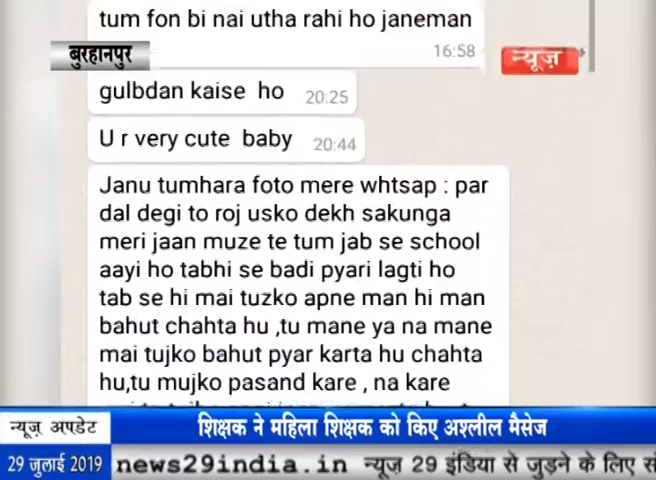 tum fon bi nai utha rahi ho janeman
16:58
बुरहानपुर
न्यूज़
gulbdan kaise ho 20:25
U r very cute baby 20:44
Janu tumhara foto mere whtsap : par
dal degi to roj usko dekh sakunga
meri jaan muze te tum jab se school
aayi ho tabhi se badi pyari lagti ho
tab se hi mai tuzko apne man hi man
bahut chahta hu ,tu mane ya na mane
mai tujko bahut pyar karta hu chahta
hu,tu mujko pasand kare , na kare
न्यूज़ अपडेट
शिक्षक ने महिला शिक्षक को किए अश्लील मैसेज
29 जुलाई 2019
news29india.in न्यूज़ 29 इंडिया से जुड़ने के लिए